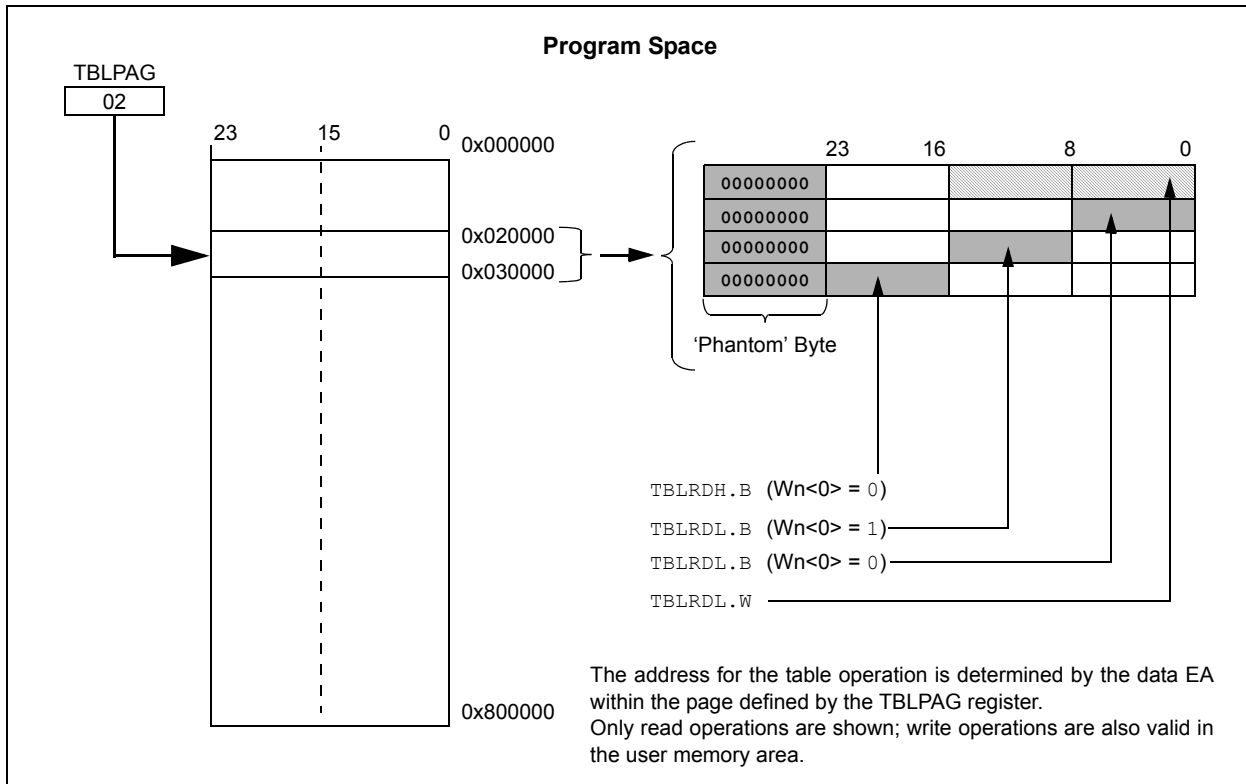 Program Space
TBLPAG
02
23 15 0
0x000000
0x020000
0x030000
0x800000
23 16 8 0
00000000
00000000
00000000
00000000
‘Phantom’ Byte
TBLRDH.B (Wn<0> = 0)
TBLRDL.B (Wn<0> = 1)
TBLRDL.B (Wn<0> = 0)
TBLRDL.W
The address for the table operation is determined by the data EA
within the page defined by the TBLPAG register.
Only read operations are shown; write operations are also valid in
the user memory area.